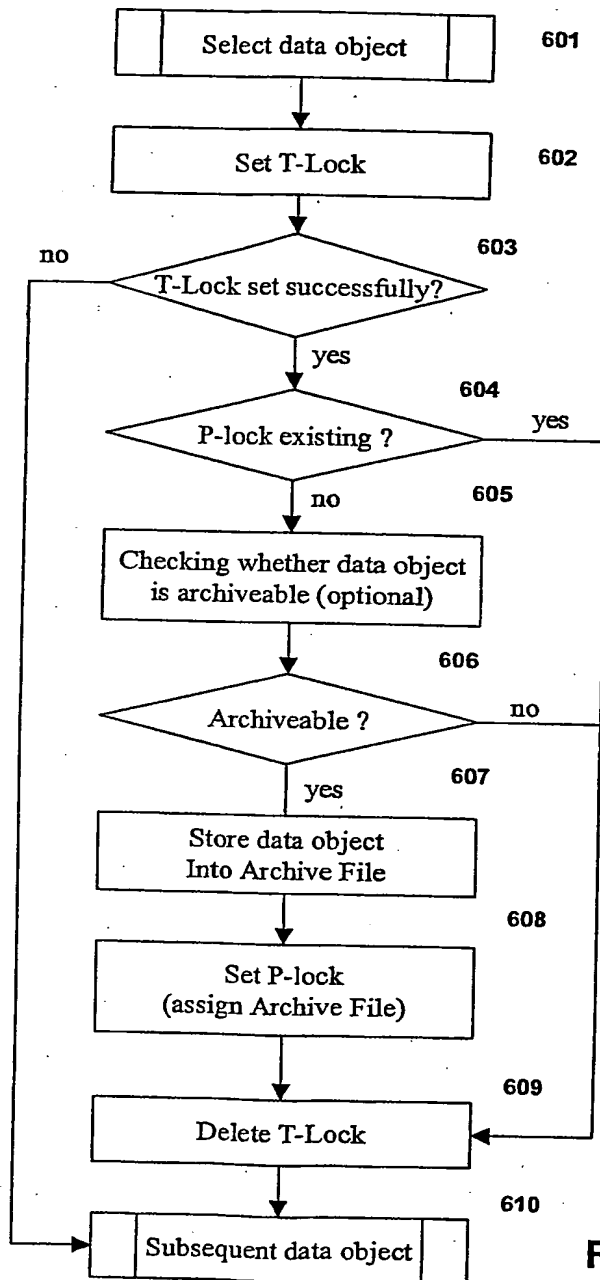 Select data object
601
Set T-Lock
602
603
no
T-Lock set successfully?
yes
604
P-lock existing ?
yes
no
605
Checking whether data object
is archiveable (optional)
606
Archiveable ?
no
yes
607
Store data object
Into Archive File
608
Set P-lock
(assign Archive File)
609
Delete T-Lock
610
Subsequent data object